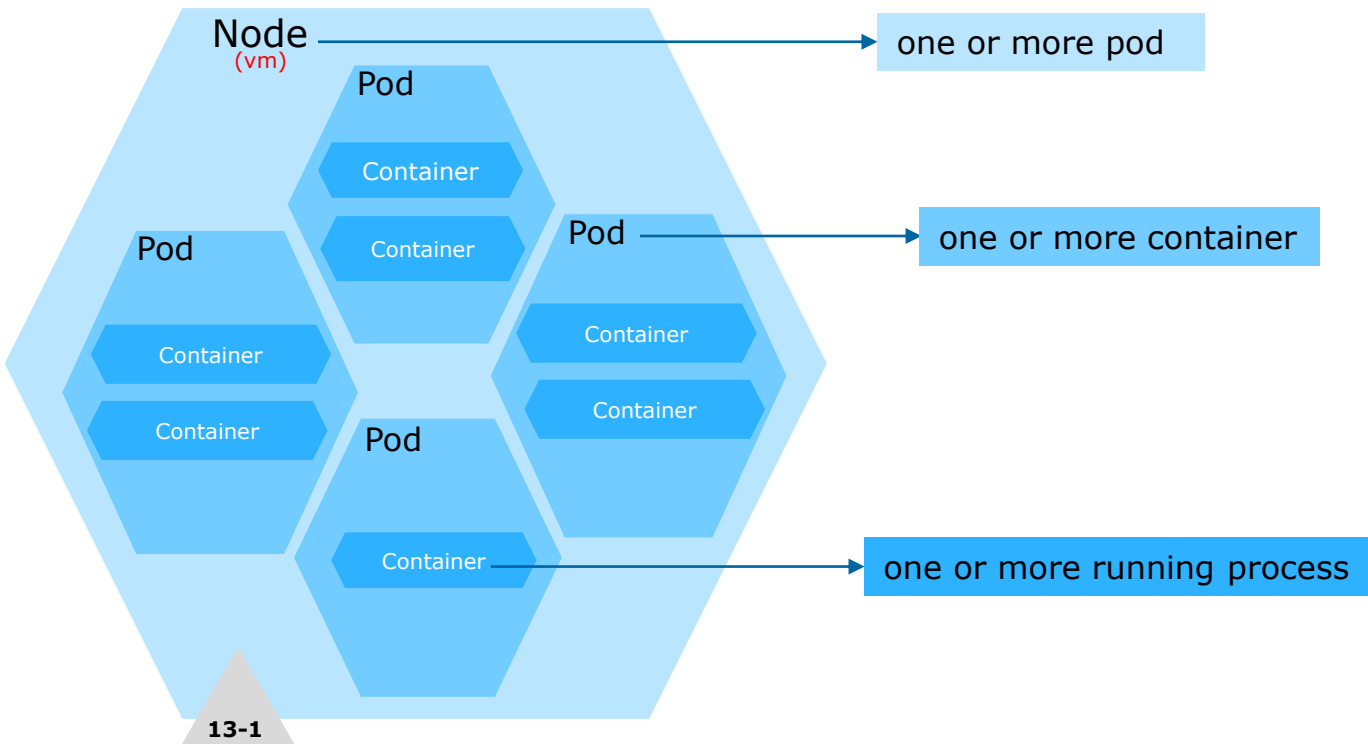 Node
(vm)
one or more pod
Pod
Container
Container
Pod
one or more container
Container
Container
Pod
Container
Container
Pod
Container
one or more running process
13-1